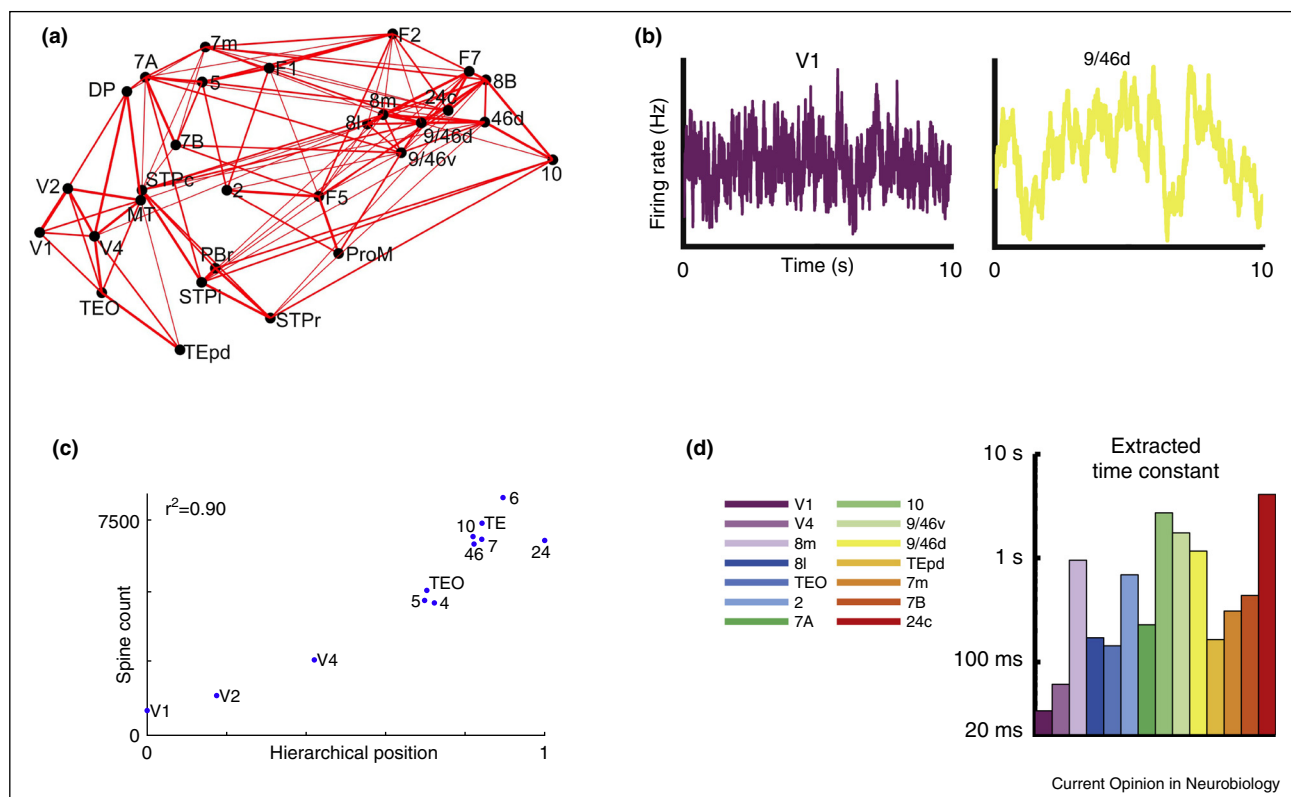 (a)
7m
F2
7A
F1
F7
5
8B
DP
8m
24c
8l
46d
9/46d
7B
9/46v
10
STPc
V2
2
F5
MT
V1
V4
PBr
ProM
STPi
TEO
STPr
TEpd
(b)
V1
9/46d
Firing rate (Hz)
0
Time (s)
10
0
10
(c)
r²=0.90
7500
Spine count
0
6
TE
10
7
46
24
TEO
5
4
V4
V2
V1
0
Hierarchical position
1
(d)
V1
V4
8m
8l
TEO
2
7A
10
9/46v
9/46d
TEpd
7m
7B
24c
Extracted
time constant
10 s
1 s
100 ms
20 ms
Current Opinion in Neurobiology